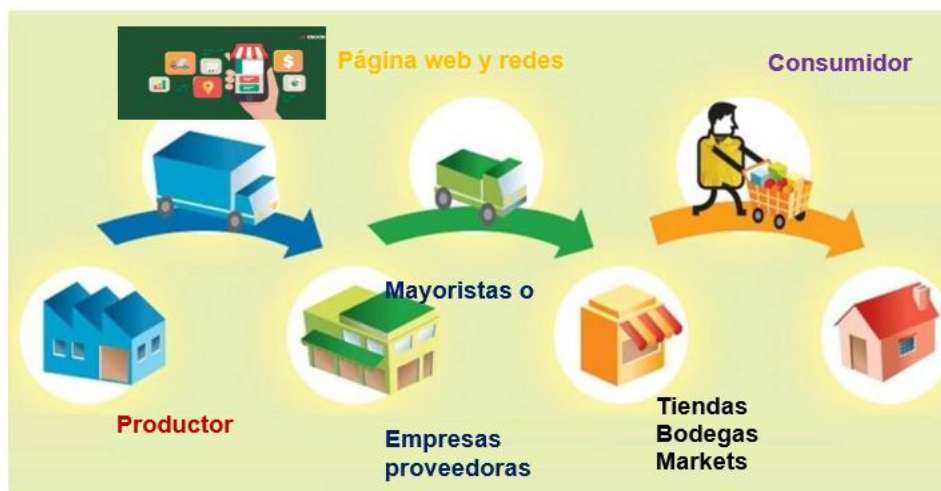 Página web y redes
Consumidor
Mayoristas o
Productor
Empresas
proveedoras
Tiendas
Bodegas
Markets